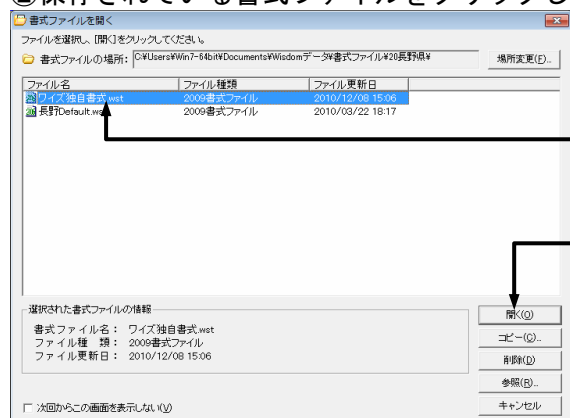 ②保存されている書式ファイルをクリックし
書式ファイルを開く
ファイルを選択し、[開く]をクリックしてください。
書式ファイルの場所: C:¥Users¥Win7-64bit¥Documents¥Wisdomデータ¥書式ファイル¥20長野県¥ 場所変更(F)..
ファイル名 ファイル種類 ファイル更新日
ワイズ独自書式.wst 2009書式ファイル 2010/12/08 15:06
長野Default.wst 2009書式ファイル 2010/03/22 18:17
選択された書式ファイルの情報
開く(O)
書式ファイル名: ワイズ独自書式.wst
コピー(C)..
ファイル種 類: 2009書式ファイル
ファイル更新日: 2010/12/08 15:06
削除(D)
参照(R)..
次回からこの画面を表示しない(V)
キャンセル